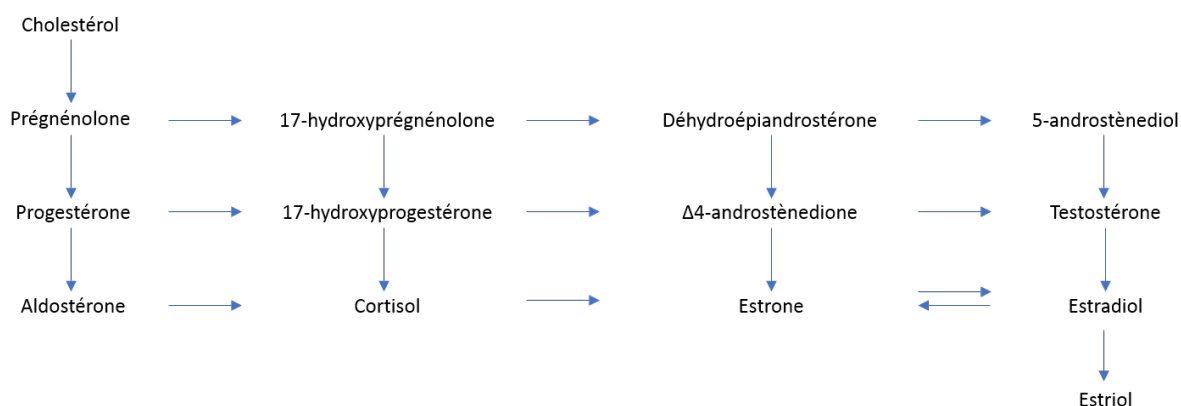 Cholestérol
Prégnénolone 17-hydroxyprégnénolone Déhydroépiandrostérone 5-androstènediol
Progestérone 17-hydroxyprogestérone Δ4-androstènedione Testostérone
Aldostérone Cortisol Estrone Estradiol
Estriol